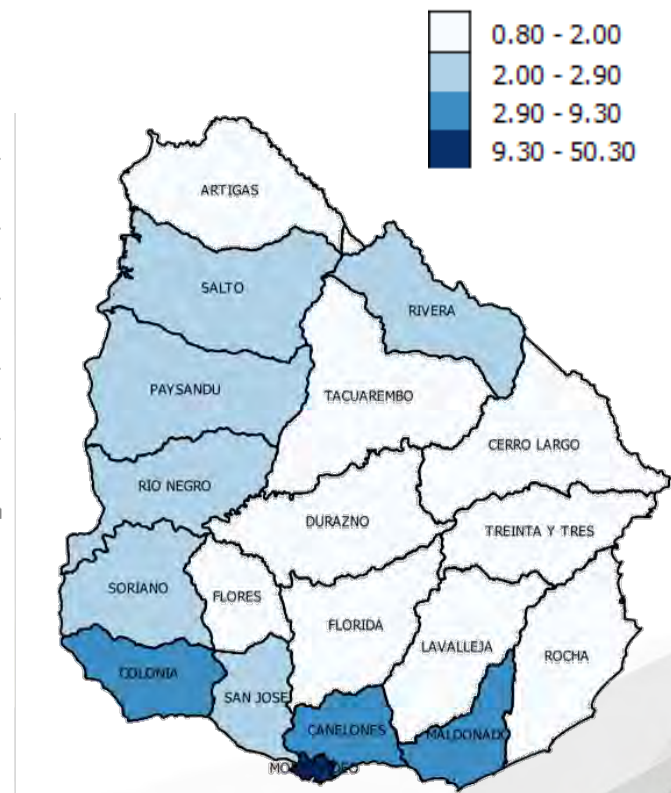 0.80 - 2.00
2.00 - 2.90
2.90 - 9.30
9.30 - 50.30
ARTIGAS
SALTO
RIVERA
PAYSANDU
TACUAREMBO
CERRO LARGO
RIO NEGRO
DURAZNO
TREINTA Y TRES
SORIANO
FLORES
FLORIDA
LAVALLEJA
ROCHA
COLONIA
SAN JOSE
CANELONES
MALDONADO